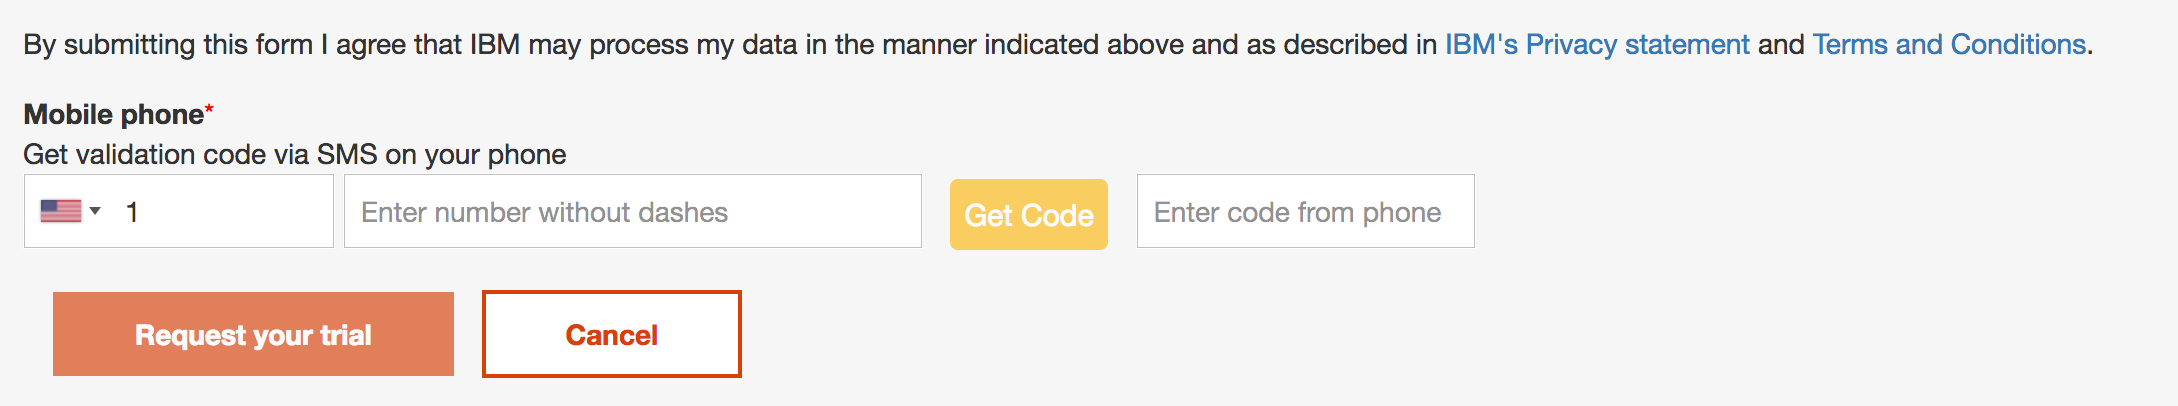 By submitting this form I agree that IBM may process my data in the manner indicated above and as described in IBM's Privacy statement and Terms and Conditions.
Mobile phone*
Get validation code via SMS on your phone
1 Enter number without dashes Get Code Enter code from phone
Request your trial Cancel